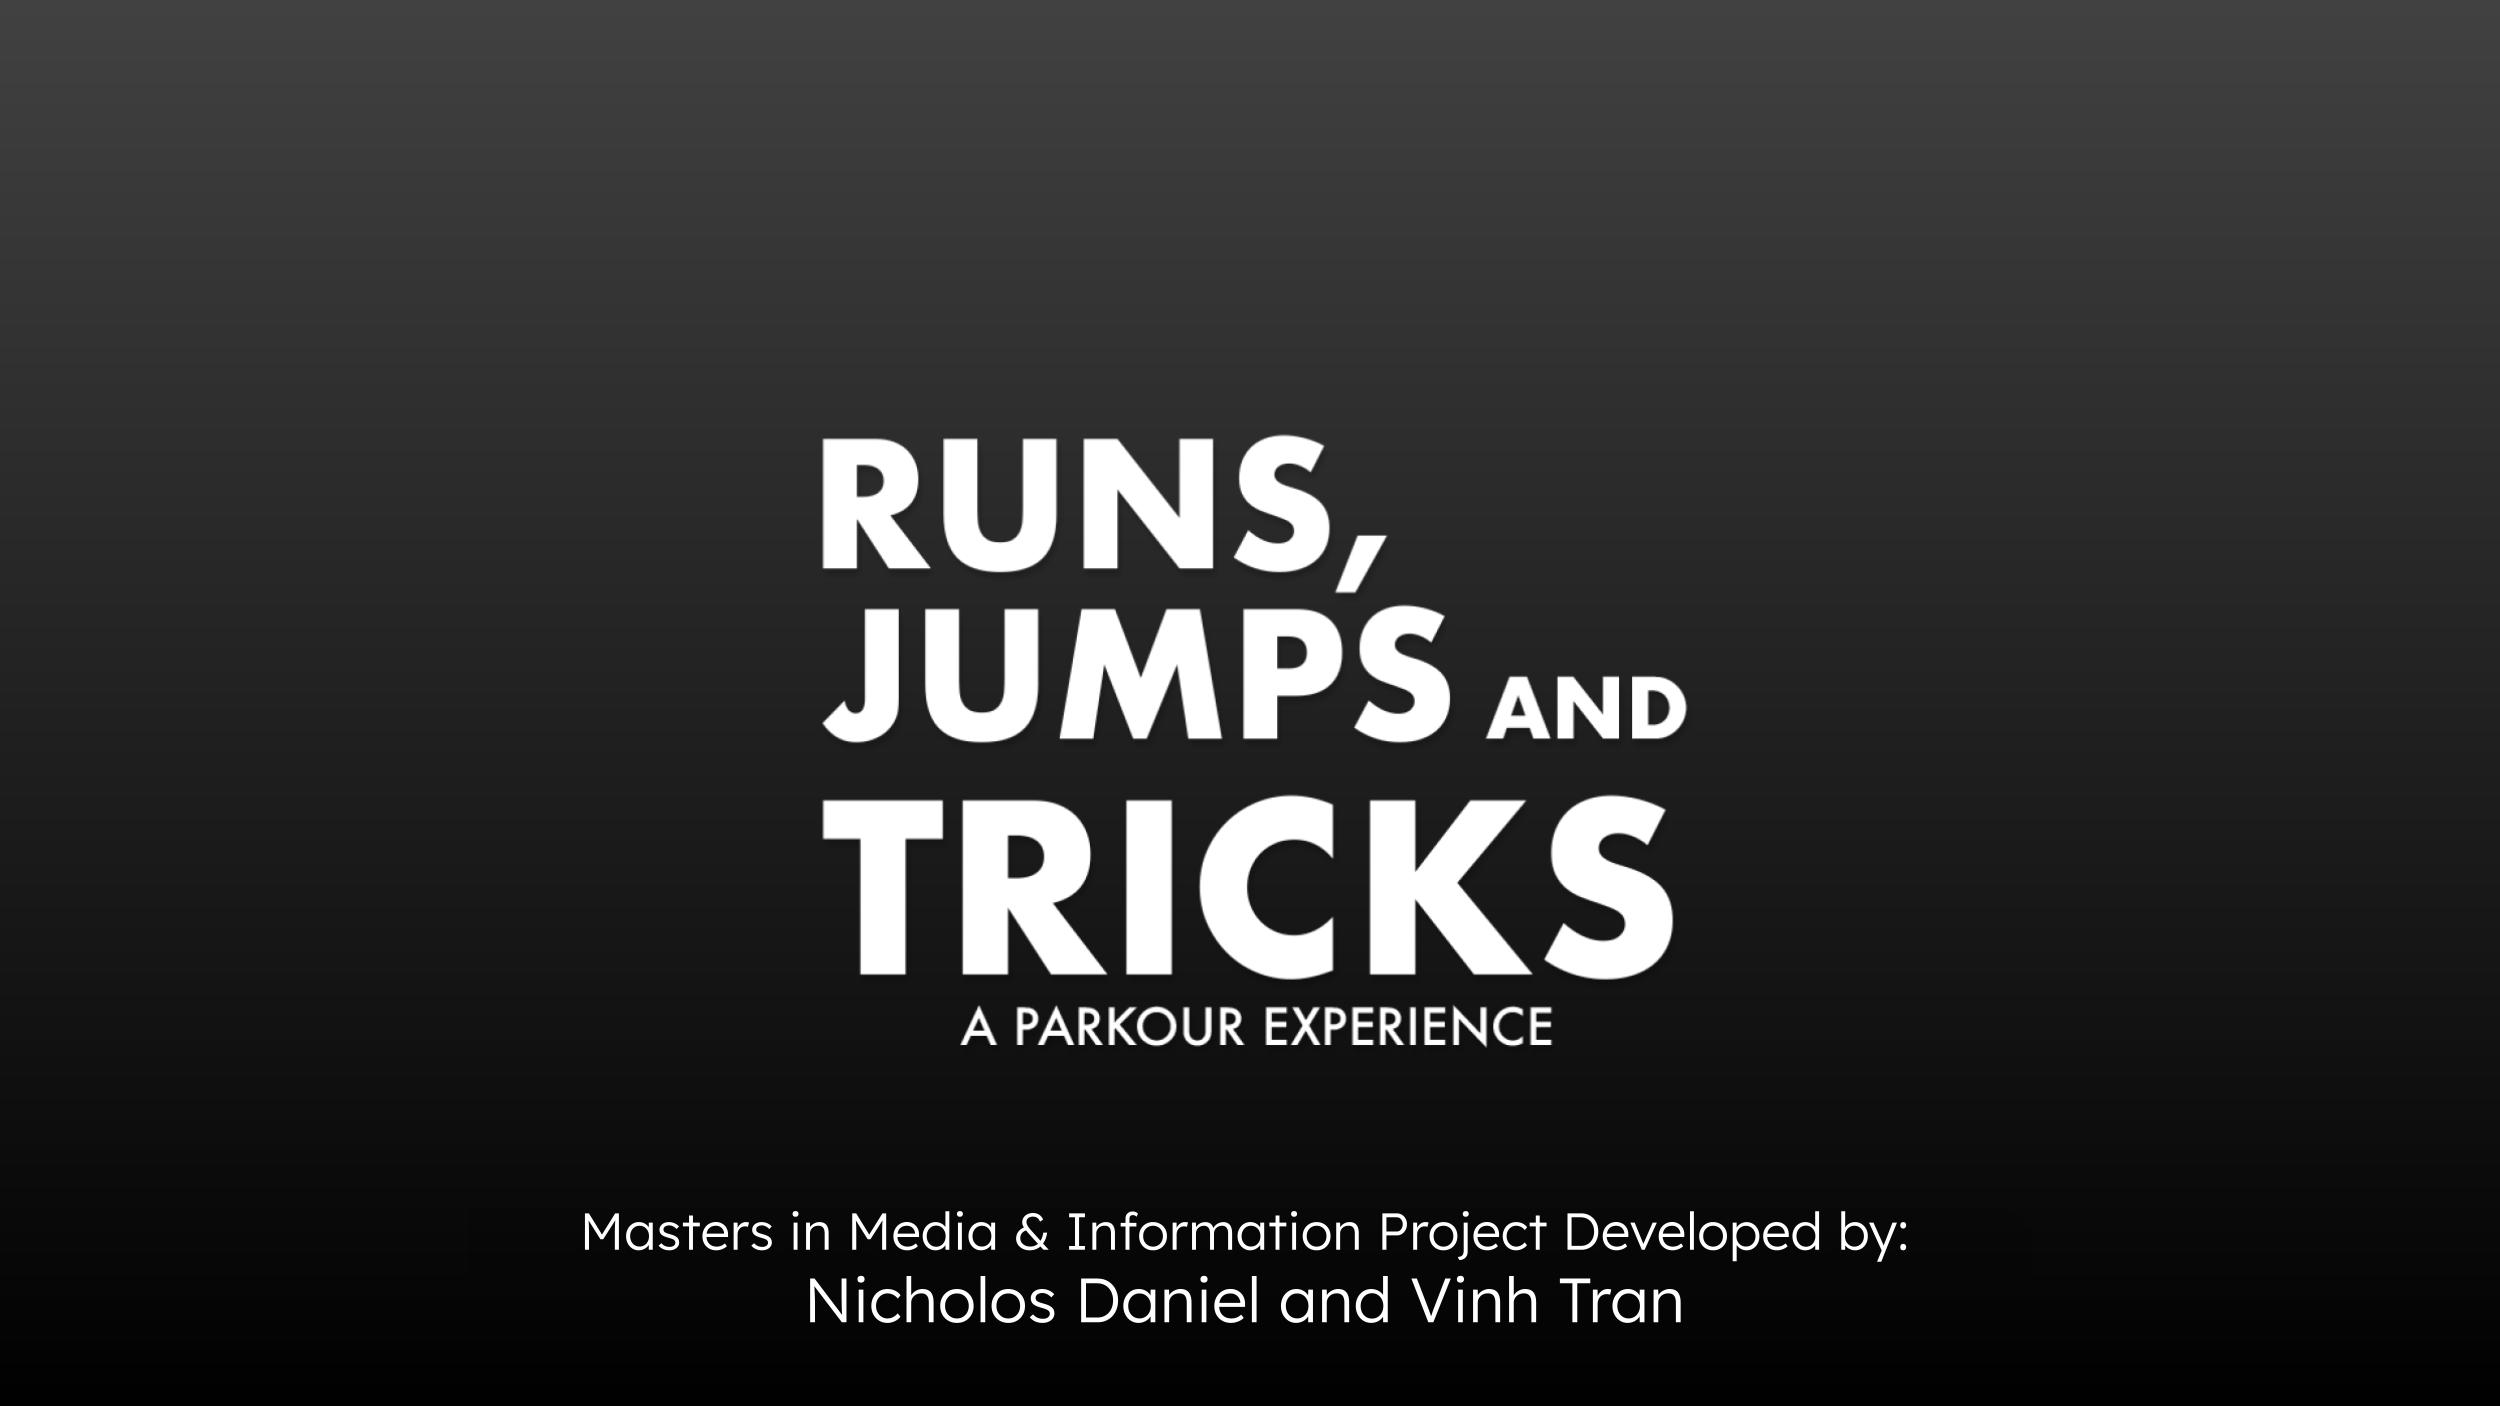 RUNS,
JUMPS AND
TRICKS
A PARKOUR EXPERIENCE
Masters in Media & Information Project Developed by:
Nicholos Daniel and Vinh Tran